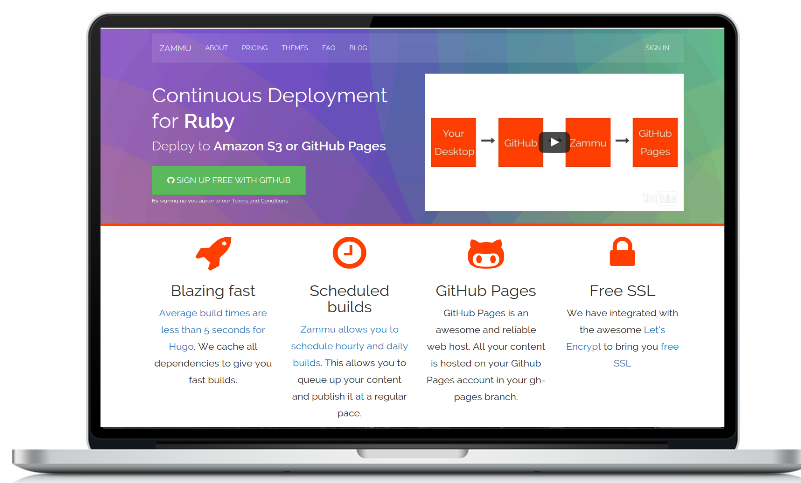 ZAMMU ABOUT PRICING THEMES FAQ BLOG SIGN IN
Continuous Deployment
for Ruby
Deploy to Amazon S3 or GitHub Pages
SIGN UP FREE WITH GITHUB
By signing up you agree to our Terms and Conditions.
Your
Desktop
GitHub
Zammu
GitHub
Pages
YouTube
Blazing fast
Average build times are
less than 5 seconds for
Hugo. We cache all
dependencies to give you
fast builds.
Scheduled
builds
Zammu allows you to
schedule hourly and daily
builds. This allows you to
queue up your content
and publish it at a regular
pace.
GitHub Pages
GitHub Pages is an
awesome and reliable
web host. All your content
is hosted on your Github
Pages account in your gh-
pages branch.
Free SSL
We have integrated with
the awesome Let's
Encrypt to bring you free
SSL